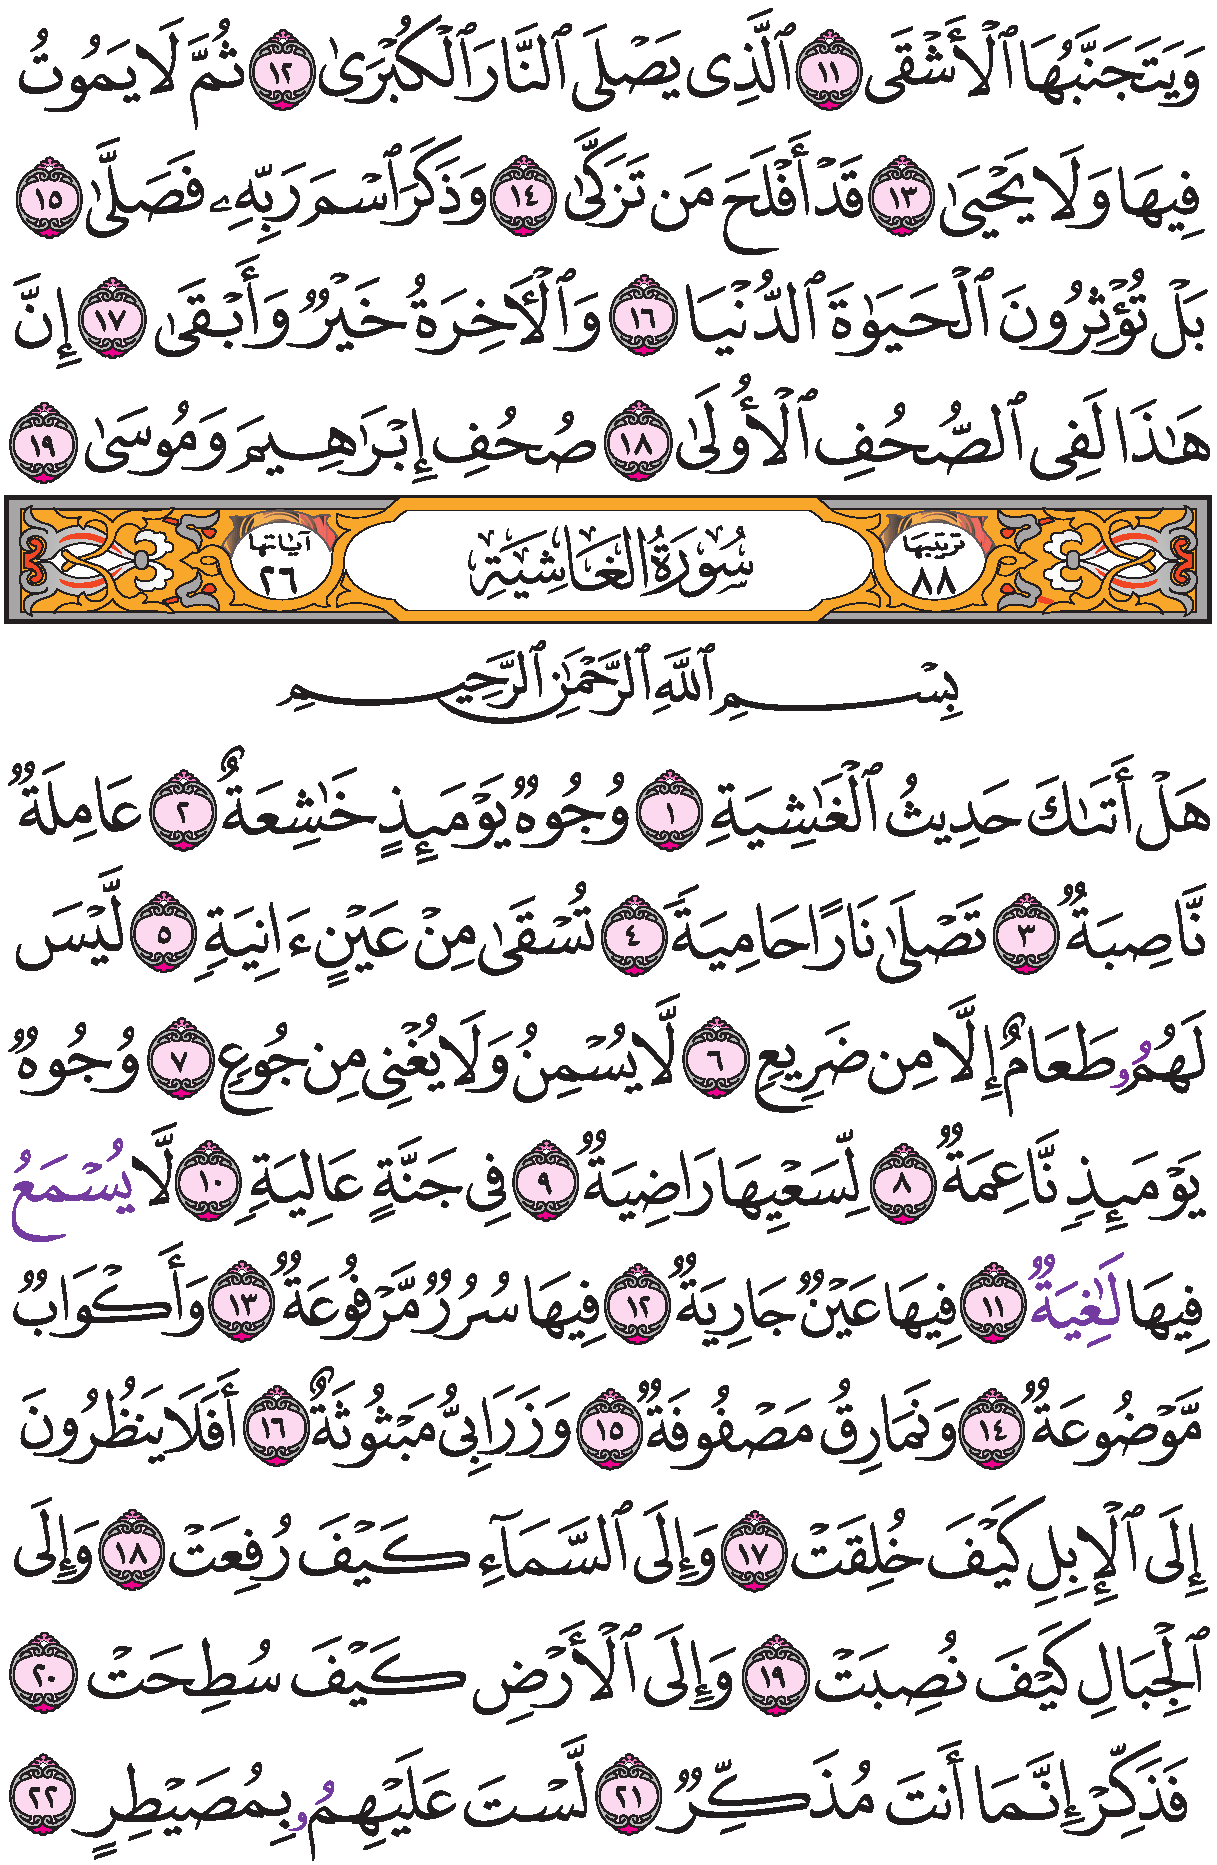 وَيَتَجَنَّبُهَا ٱلْأَشْقَى ١١ ٱلَّذِى يَصْلَى ٱلنَّارَ ٱلْكُبْرَىٰ ١٢ ثُمَّ لَا يَمُوتُ
فِيهَا وَلَا يَحْيَىٰ ١٣ قَدْ أَفْلَحَ مَن تَزَكَّىٰ ١٤ وَذَكَرَ ٱسْمَ رَبِّهِۦ فَصَلَّىٰ ١٥
بَلْ تُؤْثِرُونَ ٱلْحَيَوٰةَ ٱلدُّنْيَا ١٦ وَٱلْأَخِرَةُ خَيْرٌ وَأَبْقَىٰ ١٧ إِنَّ
هَٰذَا لَفِى ٱلصُّحُفِ ٱلْأُولَىٰ ١٨ صُحُفِ إِبْرَٰهِيمَ وَمُوسَىٰ ١٩
ترتيبها ٨٨ سُورَةُ الغَاشِيَةِ آياتها ٢٦
بِسْمِ ٱللَّهِ ٱلرَّحْمَٰنِ ٱلرَّحِيمِ
هَلْ أَتَىٰكَ حَدِيثُ ٱلْغَٰشِيَةِ ١ وُجُوهٌ يَوْمَئِذٍ خَٰشِعَةٌ ٢ عَامِلَةٌ
نَّاصِبَةٌ ٣ تَصْلَىٰ نَارًا حَامِيَةً ٤ تُسْقَىٰ مِنْ عَيْنٍ ءَانِيَةٍ ٥ لَّيْسَ
لَهُمُۥ طَعَامٌ إِلَّا مِن ضَرِيعٍ ٦ لَّا يُسْمِنُ وَلَا يُغْنِى مِن جُوعٍ ٧ وُجُوهٌ
يَوْمَئِذٍ نَّاعِمَةٌ ٨ لِّسَعْيِهَا رَاضِيَةٌ ٩ فِى جَنَّةٍ عَالِيَةٍ ١٠ لَّا يُسْمَعُ
فِيهَا لَٰغِيَةٌ ١١ فِيهَا عَيْنٌ جَارِيَةٌ ١٢ فِيهَا سُرُرٌ مَّرْفُوعَةٌ ١٣ وَأَكْوَابٌ
مَّوْضُوعَةٌ ١٤ وَنَمَارِقُ مَصْفُوفَةٌ ١٥ وَزَرَابِىُّ مَبْثُوثَةٌ ١٦ أَفَلَا يَنظُرُونَ
إِلَى ٱلْإِبِلِ كَيْفَ خُلِقَتْ ١٧ وَإِلَى ٱلسَّمَآءِ كَيْفَ رُفِعَتْ ١٨ وَإِلَى
ٱلْجِبَالِ كَيْفَ نُصِبَتْ ١٩ وَإِلَى ٱلْأَرْضِ كَيْفَ سُطِحَتْ ٢٠
فَذَكِّرْ إِنَّمَا أَنتَ مُذَكِّرٌ ٢١ لَّسْتَ عَلَيْهِمُۥ بِمُصَيْطِرٍ ٢٢